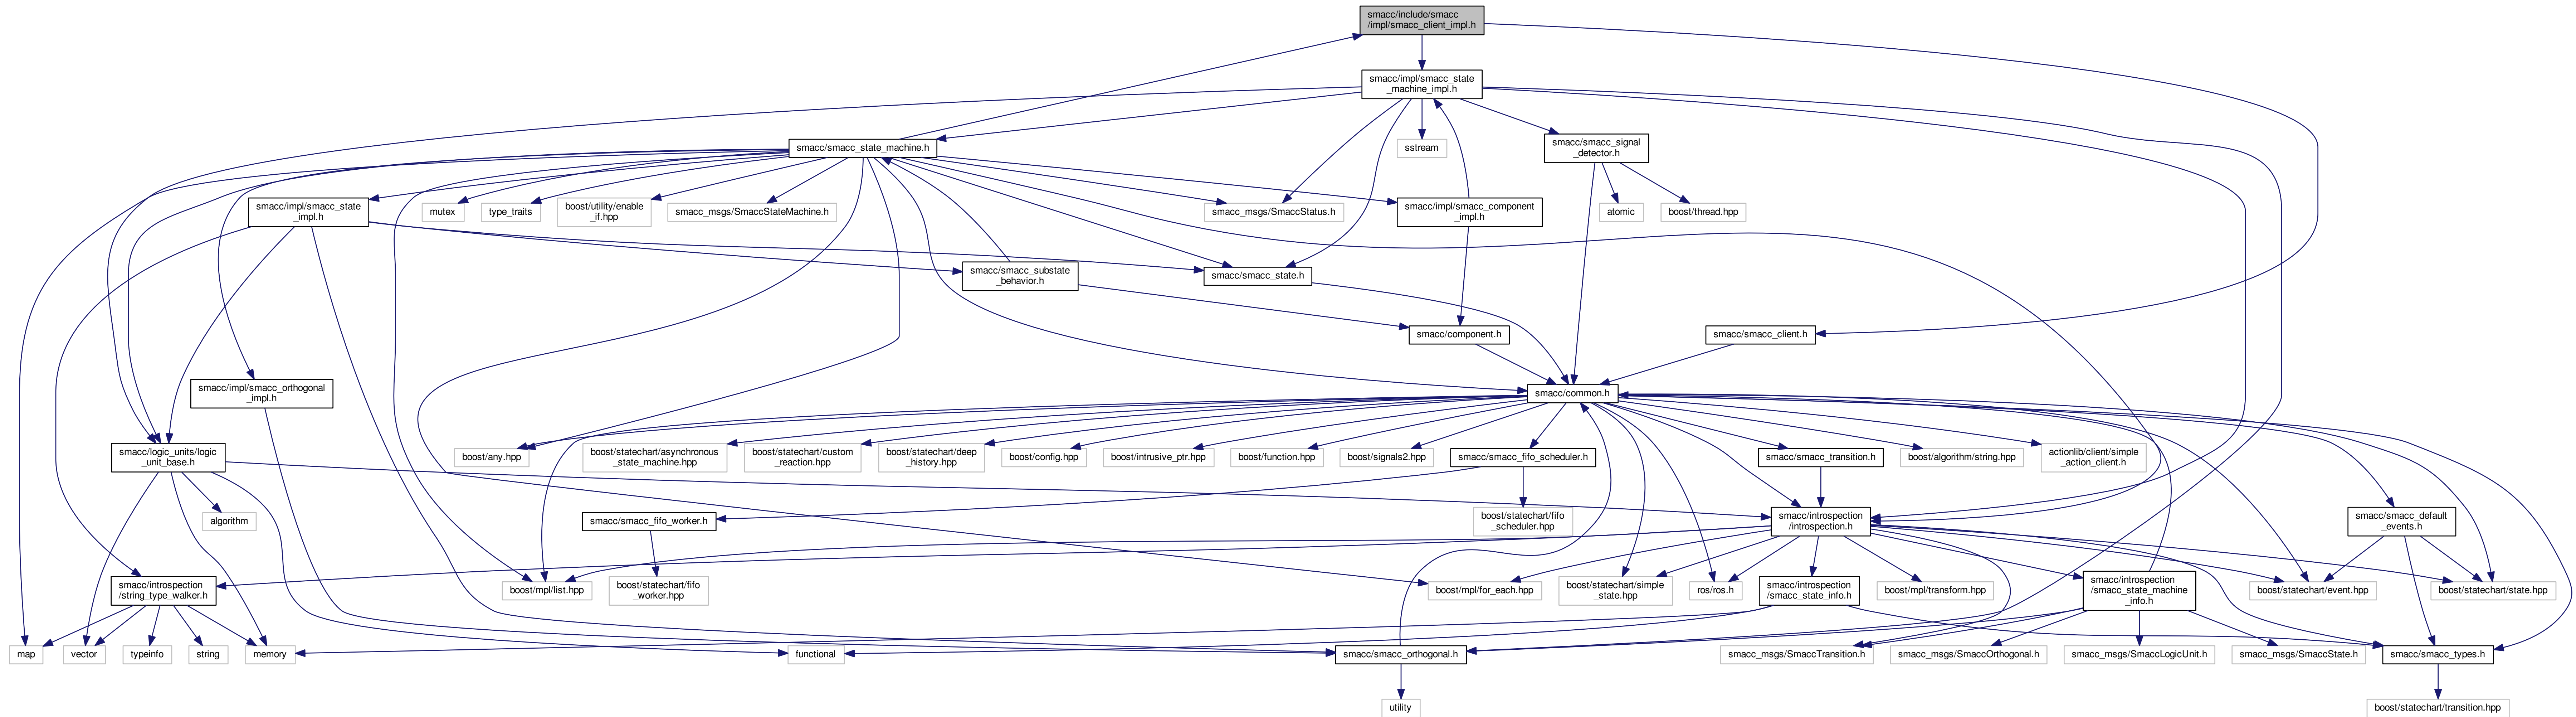 smacc/include/smacc
/impl/smacc_client_impl.h
smacc/impl/smacc_state
_machine_impl.h
smacc/smacc_state_machine.h
sstream
smacc/smacc_signal
_detector.h
smacc/impl/smacc_state
_impl.h
mutex
type_traits
boost/utility/enable
_if.hpp
smacc_msgs/SmaccStateMachine.h
smacc_msgs/SmaccStatus.h
smacc/impl/smacc_component
_impl.h
atomic
boost/thread.hpp
smacc/smacc_substate
_behavior.h
smacc/smacc_state.h
smacc/component.h
smacc/smacc_client.h
smacc/impl/smacc_orthogonal
_impl.h
smacc/common.h
smacc/logic_units/logic
_unit_base.h
boost/any.hpp
boost/statechart/asynchronous
_state_machine.hpp
boost/statechart/custom
_reaction.hpp
boost/statechart/deep
_history.hpp
boost/config.hpp
boost/intrusive_ptr.hpp
boost/function.hpp
boost/signals2.hpp
smacc/smacc_fifo_scheduler.h
smacc/smacc_transition.h
boost/algorithm/string.hpp
actionlib/client/simple
_action_client.h
algorithm
smacc/smacc_fifo_worker.h
boost/statechart/fifo
_scheduler.hpp
smacc/introspection
/introspection.h
smacc/smacc_default
_events.h
smacc/introspection
/string_type_walker.h
boost/mpl/list.hpp
boost/statechart/fifo
_worker.hpp
boost/mpl/for_each.hpp
boost/statechart/simple
_state.hpp
ros/ros.h
smacc/introspection
/smacc_state_info.h
boost/mpl/transform.hpp
smacc/introspection
/smacc_state_machine
_info.h
boost/statechart/event.hpp
boost/statechart/state.hpp
map
vector
typeinfo
string
memory
functional
smacc/smacc_orthogonal.h
smacc_msgs/SmaccTransition.h
smacc_msgs/SmaccOrthogonal.h
smacc_msgs/SmaccLogicUnit.h
smacc_msgs/SmaccState.h
smacc/smacc_types.h
utility
boost/statechart/transition.hpp